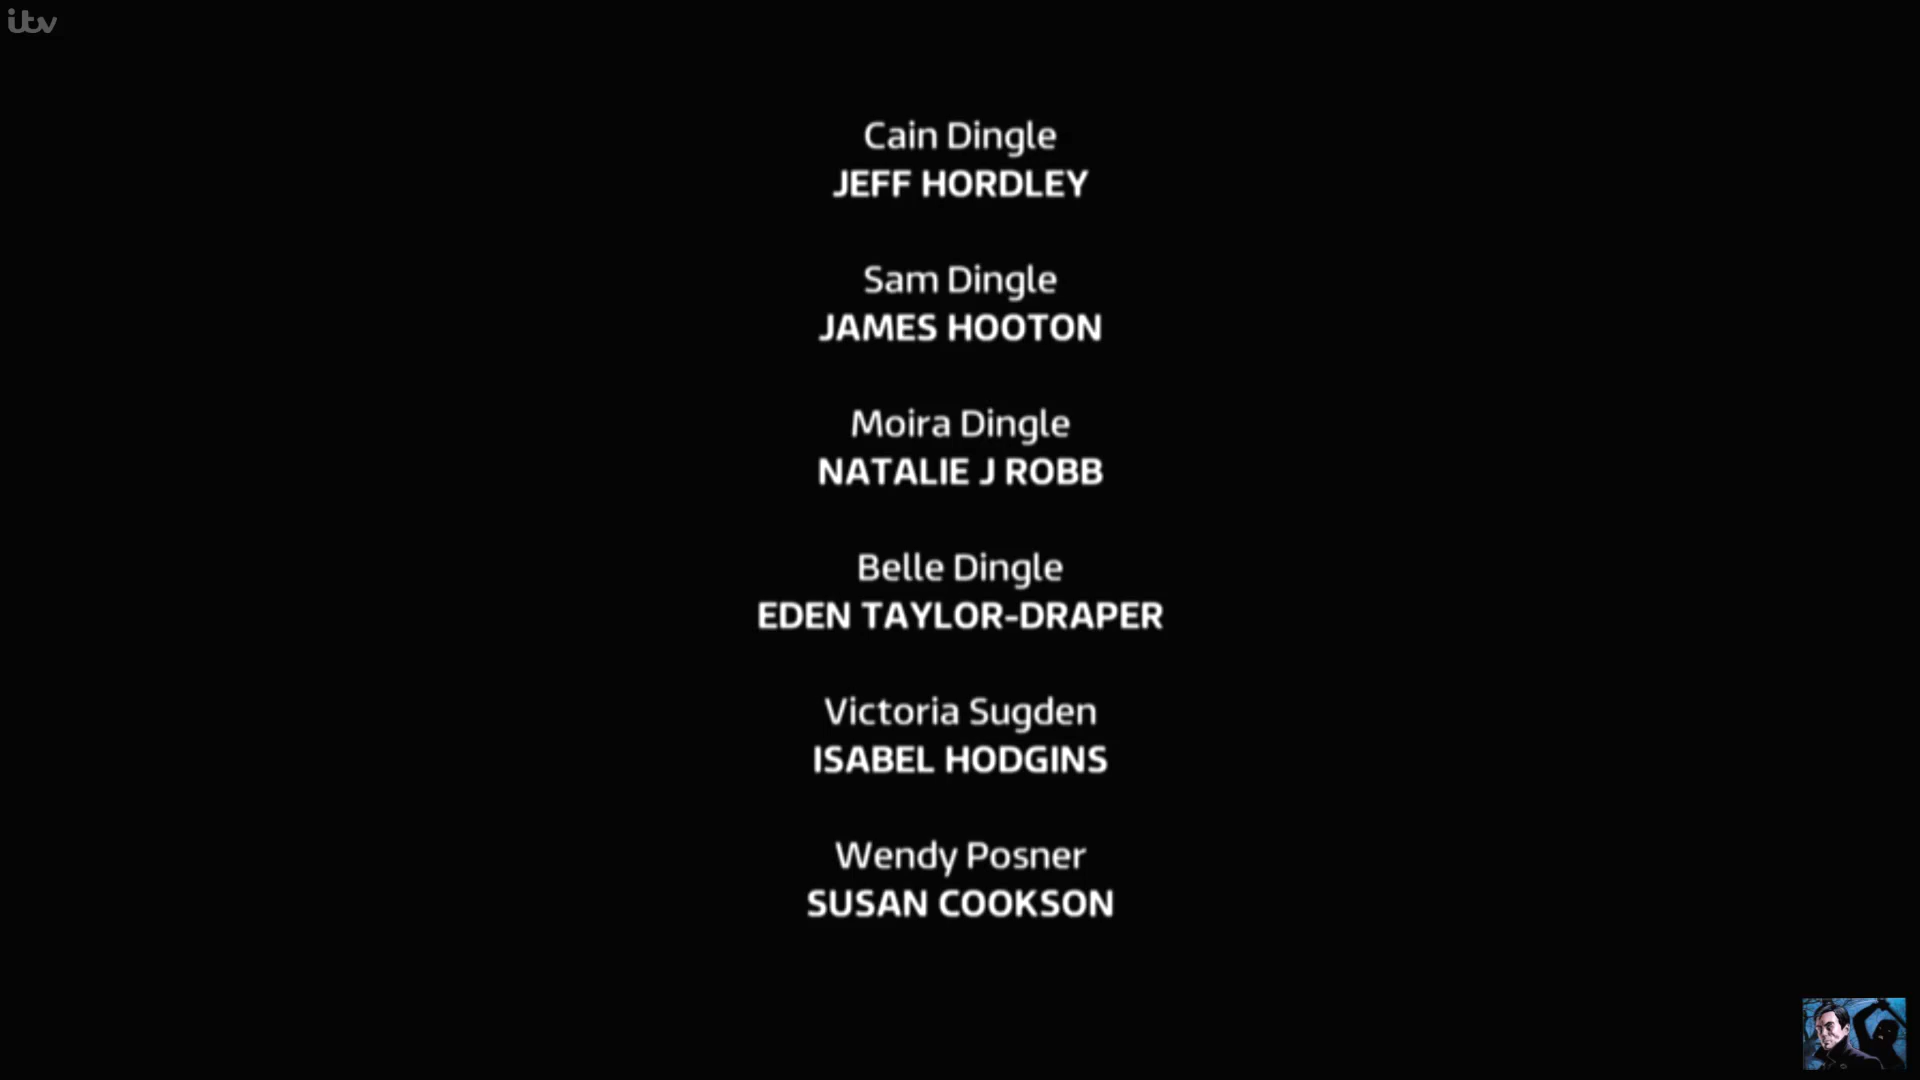 itv
Cain Dingle
JEFF HORDLEY
Sam Dingle
JAMES HOOTON
Moira Dingle
NATALIE J ROBB
Belle Dingle
EDEN TAYLOR-DRAPER
Victoria Sugden
ISABEL HODGINS
Wendy Posner
SUSAN COOKSON